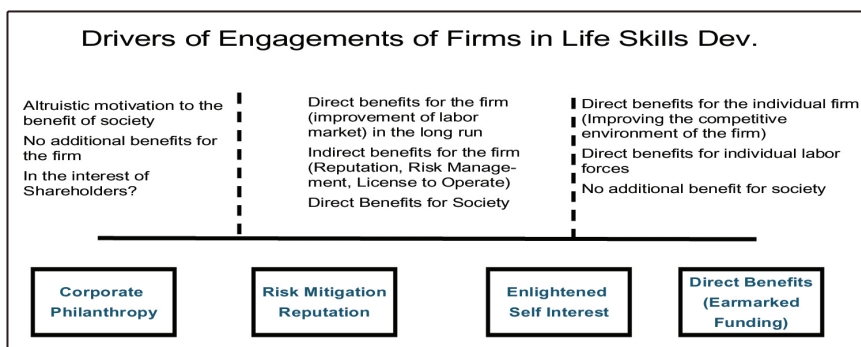 Drivers of Engagements of Firms in Life Skills Dev.
Altruistic motivation to the
benefit of society
No additional benefits for
the firm
In the interest of
Shareholders?
Direct benefits for the firm
(improvement of labor
market) in the long run
Indirect benefits for the firm
(Reputation, Risk Manage-
ment, License to Operate)
Direct Benefits for Society
Direct benefits for the individual firm
(Improving the competitive
environment of the firm)
Direct benefits for individual labor
forces
No additional benefit for society
Corporate
Philanthropy
Risk Mitigation
Reputation
Enlightened
Self Interest
Direct Benefits
(Earmarked
Funding)